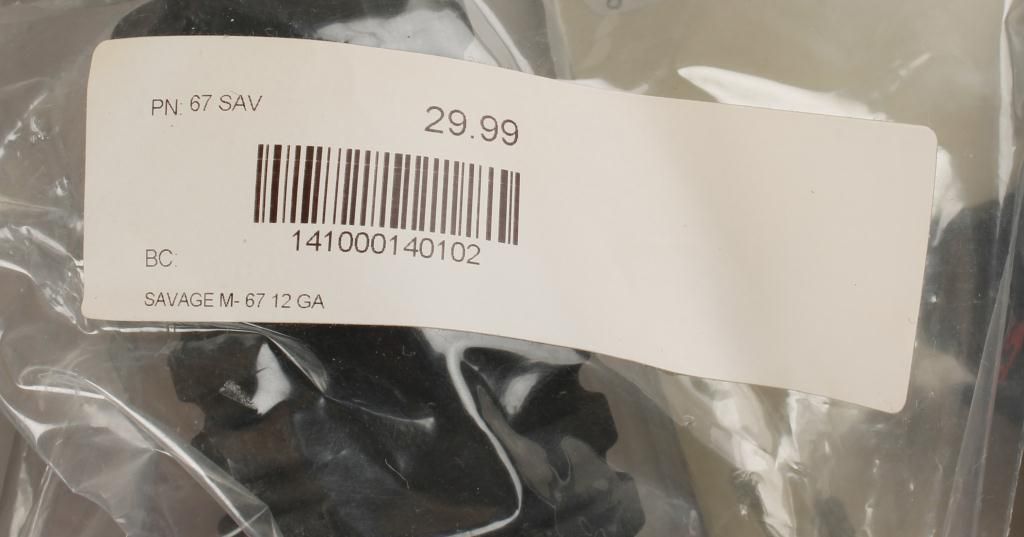 PN: 67 SAV
29.99
141000140102
BC:
SAVAGE M- 67 12 GA